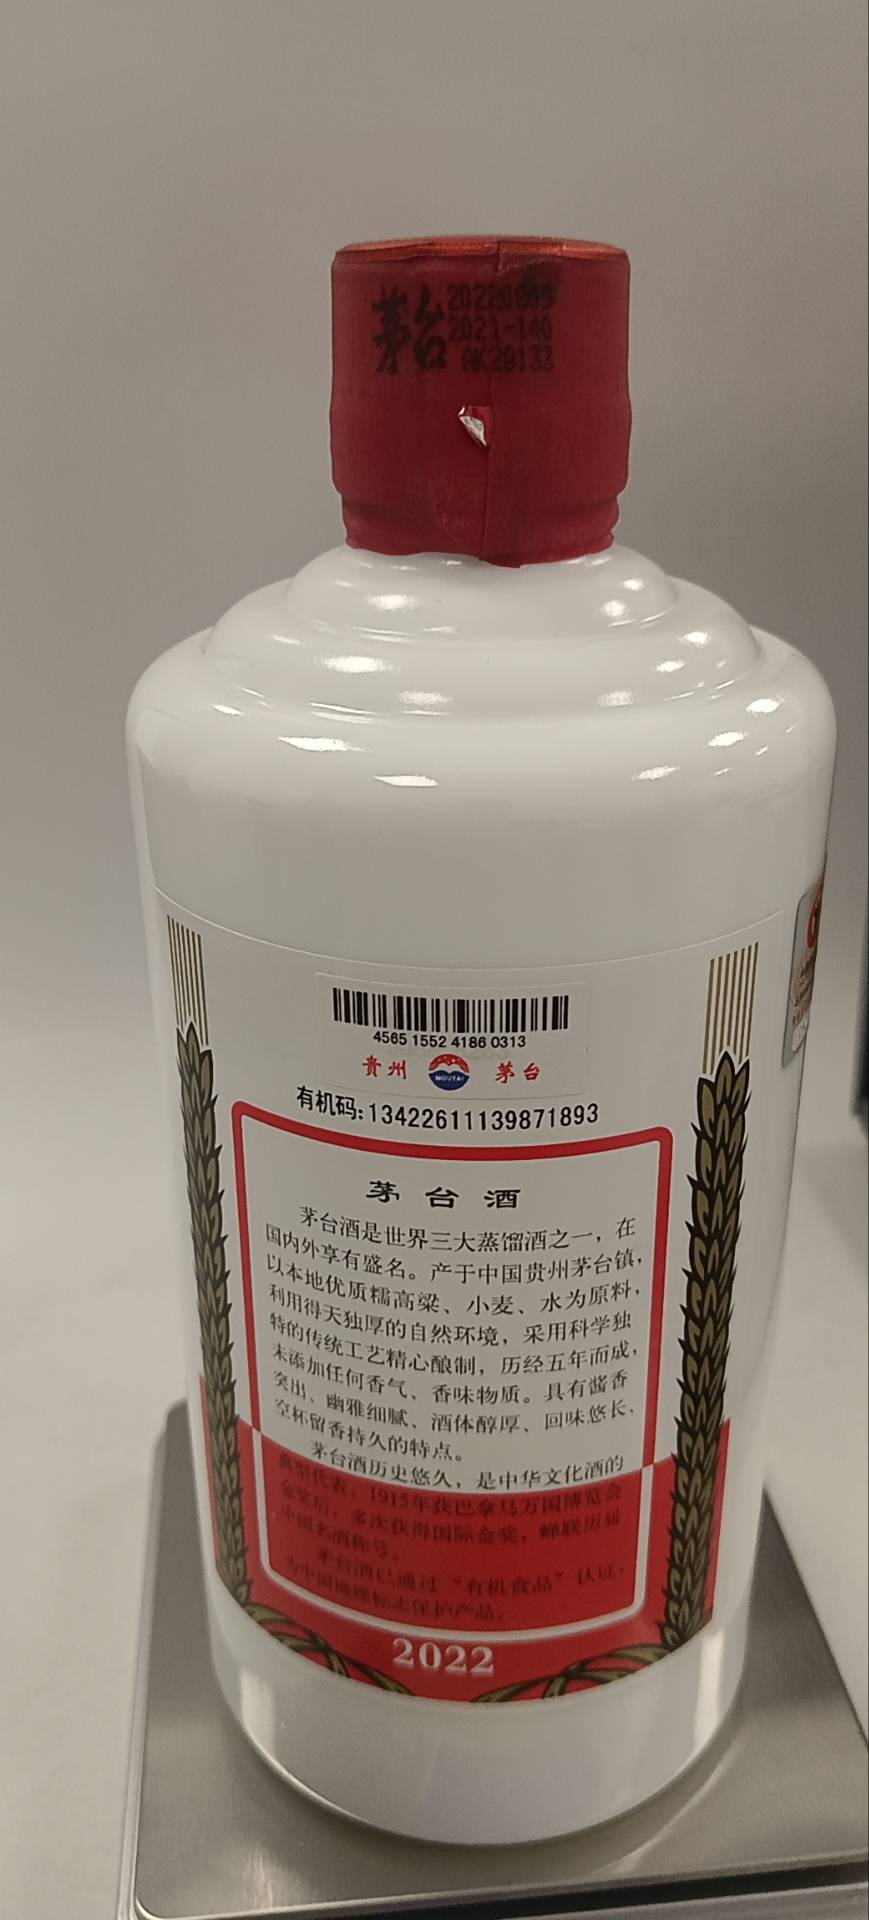 茅台
2021-140
AK28133
4565 1552 4186 0313
贵州 MOUTAI 茅台
有机码:13422611139871893
茅台酒
茅台酒是世界三大蒸馏酒之一，在
国内外享有盛名。产于中国贵州茅台镇，
以本地优质糯高粱、小麦、水为原料，
利用得天独厚的自然环境，采用科学独
特的传统工艺精心酿制，历经五年而成，
未添加任何香气、香味物质。具有酱香
突出、幽雅细腻、酒体醇厚、回味悠长、
空杯留香持久的特点。
茅台酒历史悠久，是中华文化酒的
典型代表。1915年获巴拿马万国博览会
金奖后，多次获得国际金奖，蝉联历届
中国名酒称号。
茅台酒已通过“有机食品”认证，
为中国地理标志保护产品。
2022